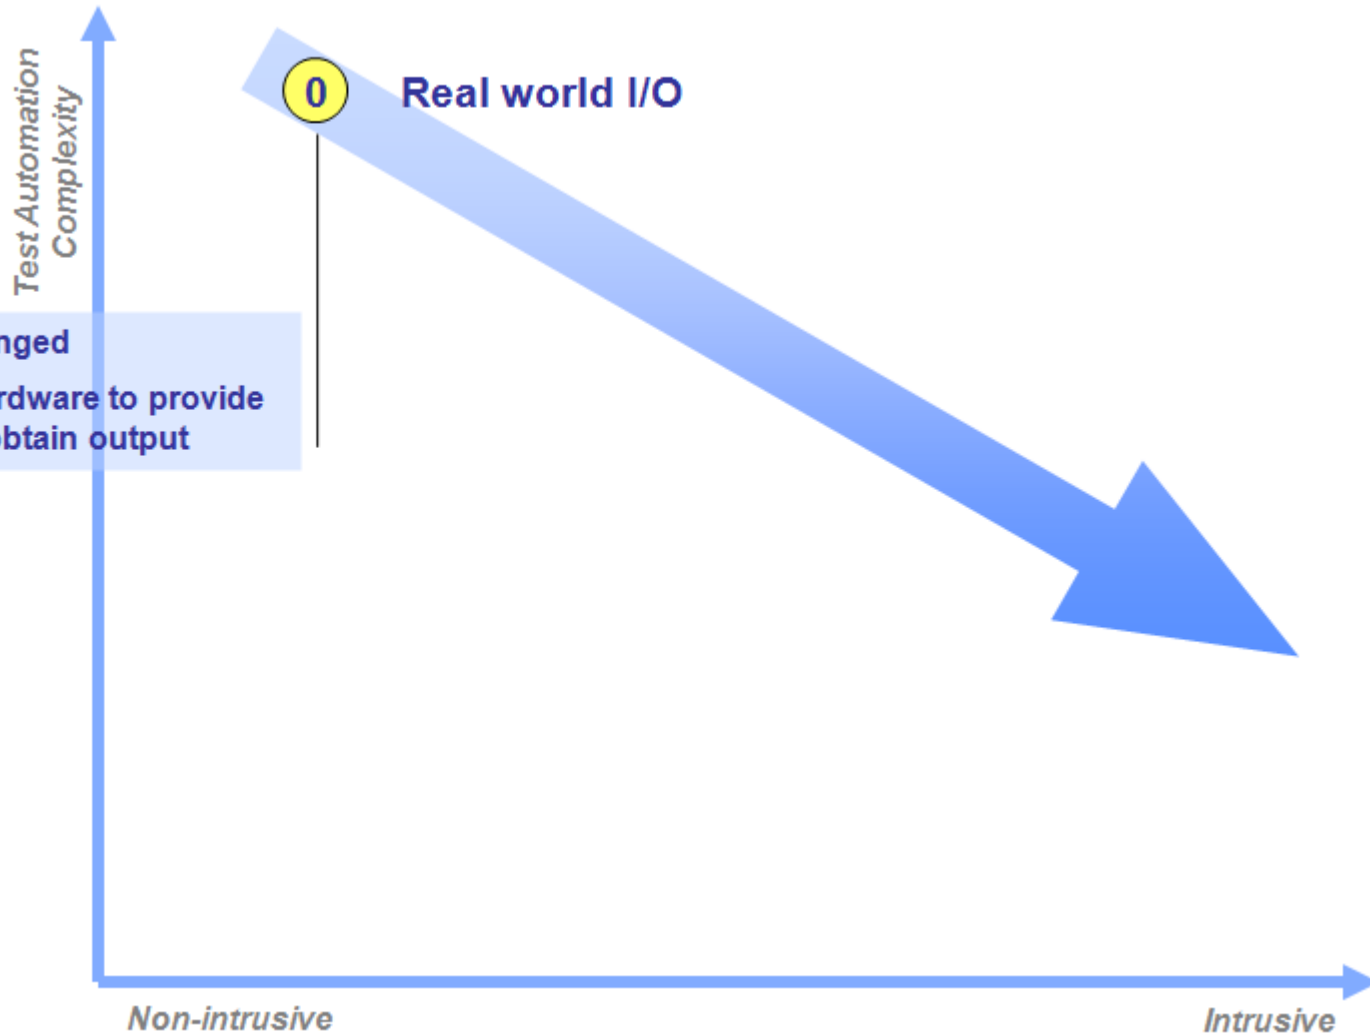 Test Automation
Complexity
0
Real world I/O
nged
rdware to provide
btain output
Non-intrusive
Intrusive